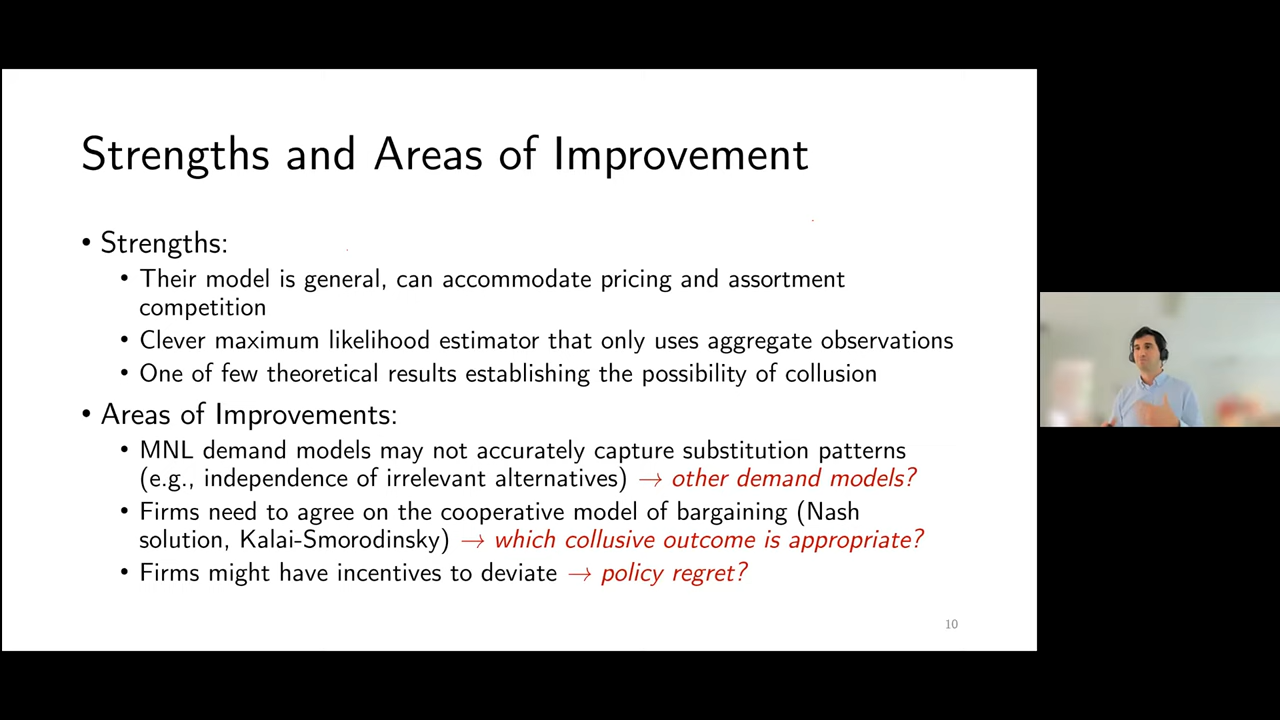 Strengths and Areas of Improvement
• Strengths:
• Their model is general, can accommodate pricing and assortment
competition
• Clever maximum likelihood estimator that only uses aggregate observations
• One of few theoretical results establishing the possibility of collusion
• Areas of Improvements:
• MNL demand models may not accurately capture substitution patterns
(e.g., independence of irrelevant alternatives) → other demand models?
• Firms need to agree on the cooperative model of bargaining (Nash
solution, Kalai-Smorodinsky) → which collusive outcome is appropriate?
• Firms might have incentives to deviate → policy regret?
10